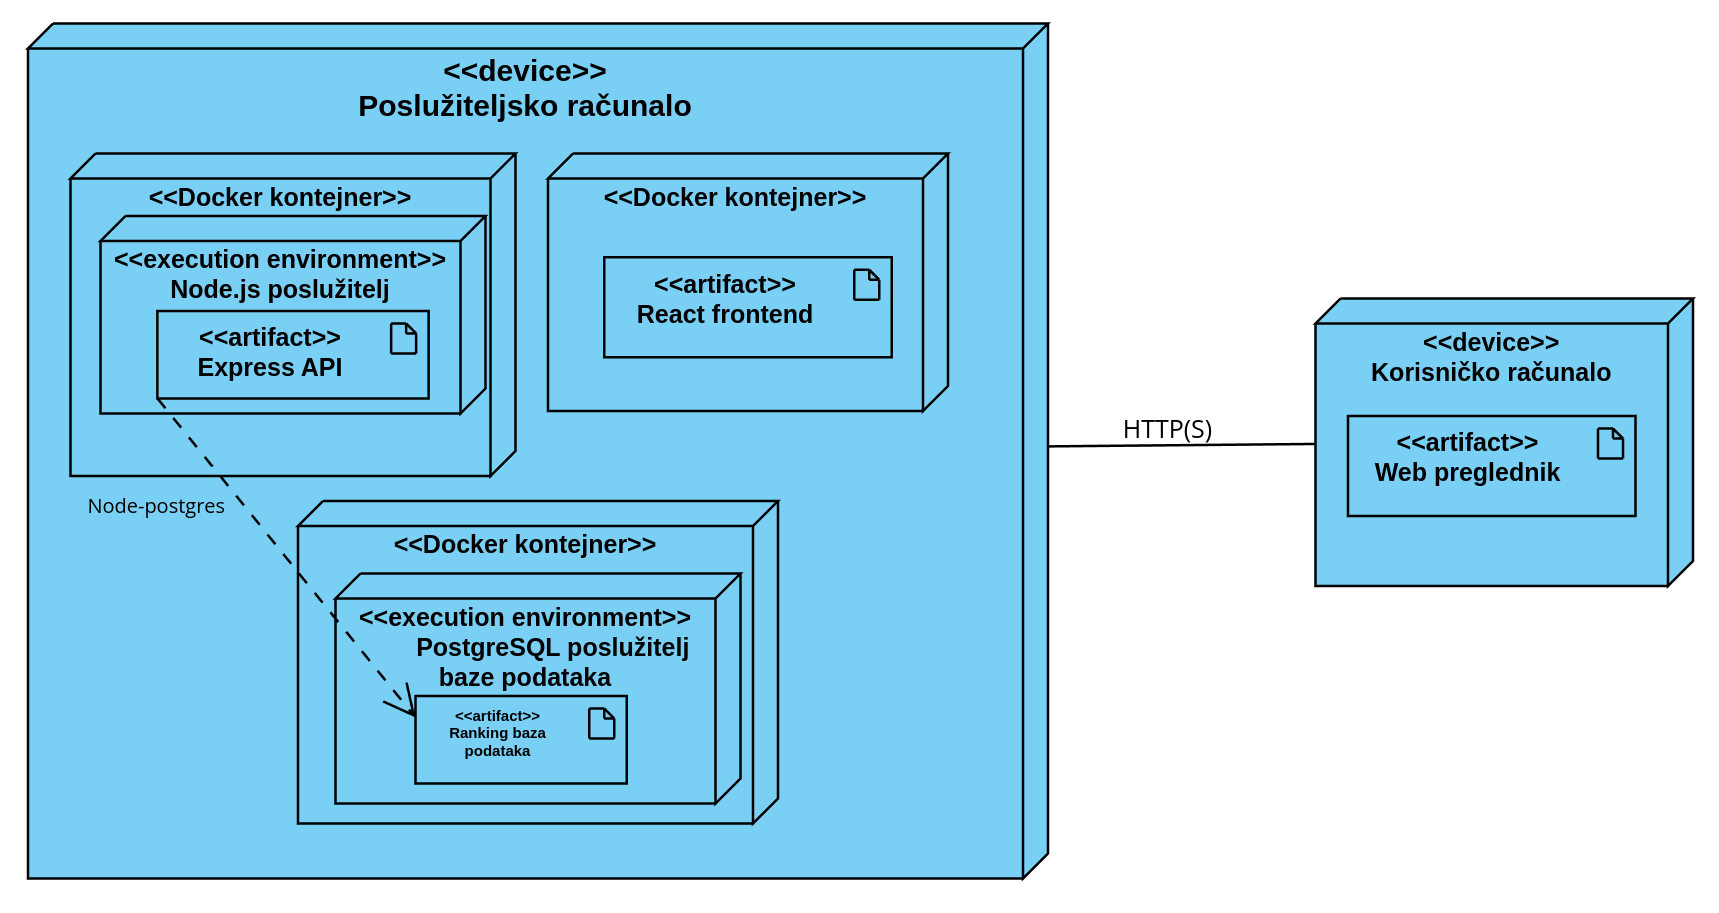 <<device>>
Poslužiteljsko računalo
<<Docker kontejner>>
<<execution environment>>
Node.js poslužitelj
<<artifact>>
Express API
<<Docker kontejner>>
<<artifact>>
React frontend
Node-postgres
<<Docker kontejner>>
<<execution environment>>
PostgreSQL poslužitelj
baze podataka
<<artifact>>
Ranking baza
podataka
HTTP(S)
<<device>>
Korisničko računalo
<<artifact>>
Web preglednik